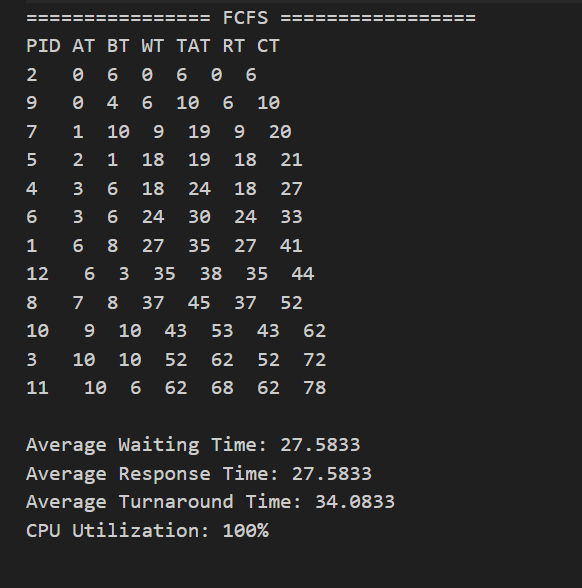 ================ FCFS =================
PID AT BT WT TAT RT CT
2 0 6 0 6 0 6
9 0 4 6 10 6 10
7 1 10 9 19 9 20
5 2 1 18 19 18 21
4 3 6 18 24 18 27
6 3 6 24 30 24 33
1 6 8 27 35 27 41
12 6 3 35 38 35 44
8 7 8 37 45 37 52
10 9 10 43 53 43 62
3 10 10 52 62 52 72
11 10 6 62 68 62 78
Average Waiting Time: 27.5833
Average Response Time: 27.5833
Average Turnaround Time: 34.0833
CPU Utilization: 100%